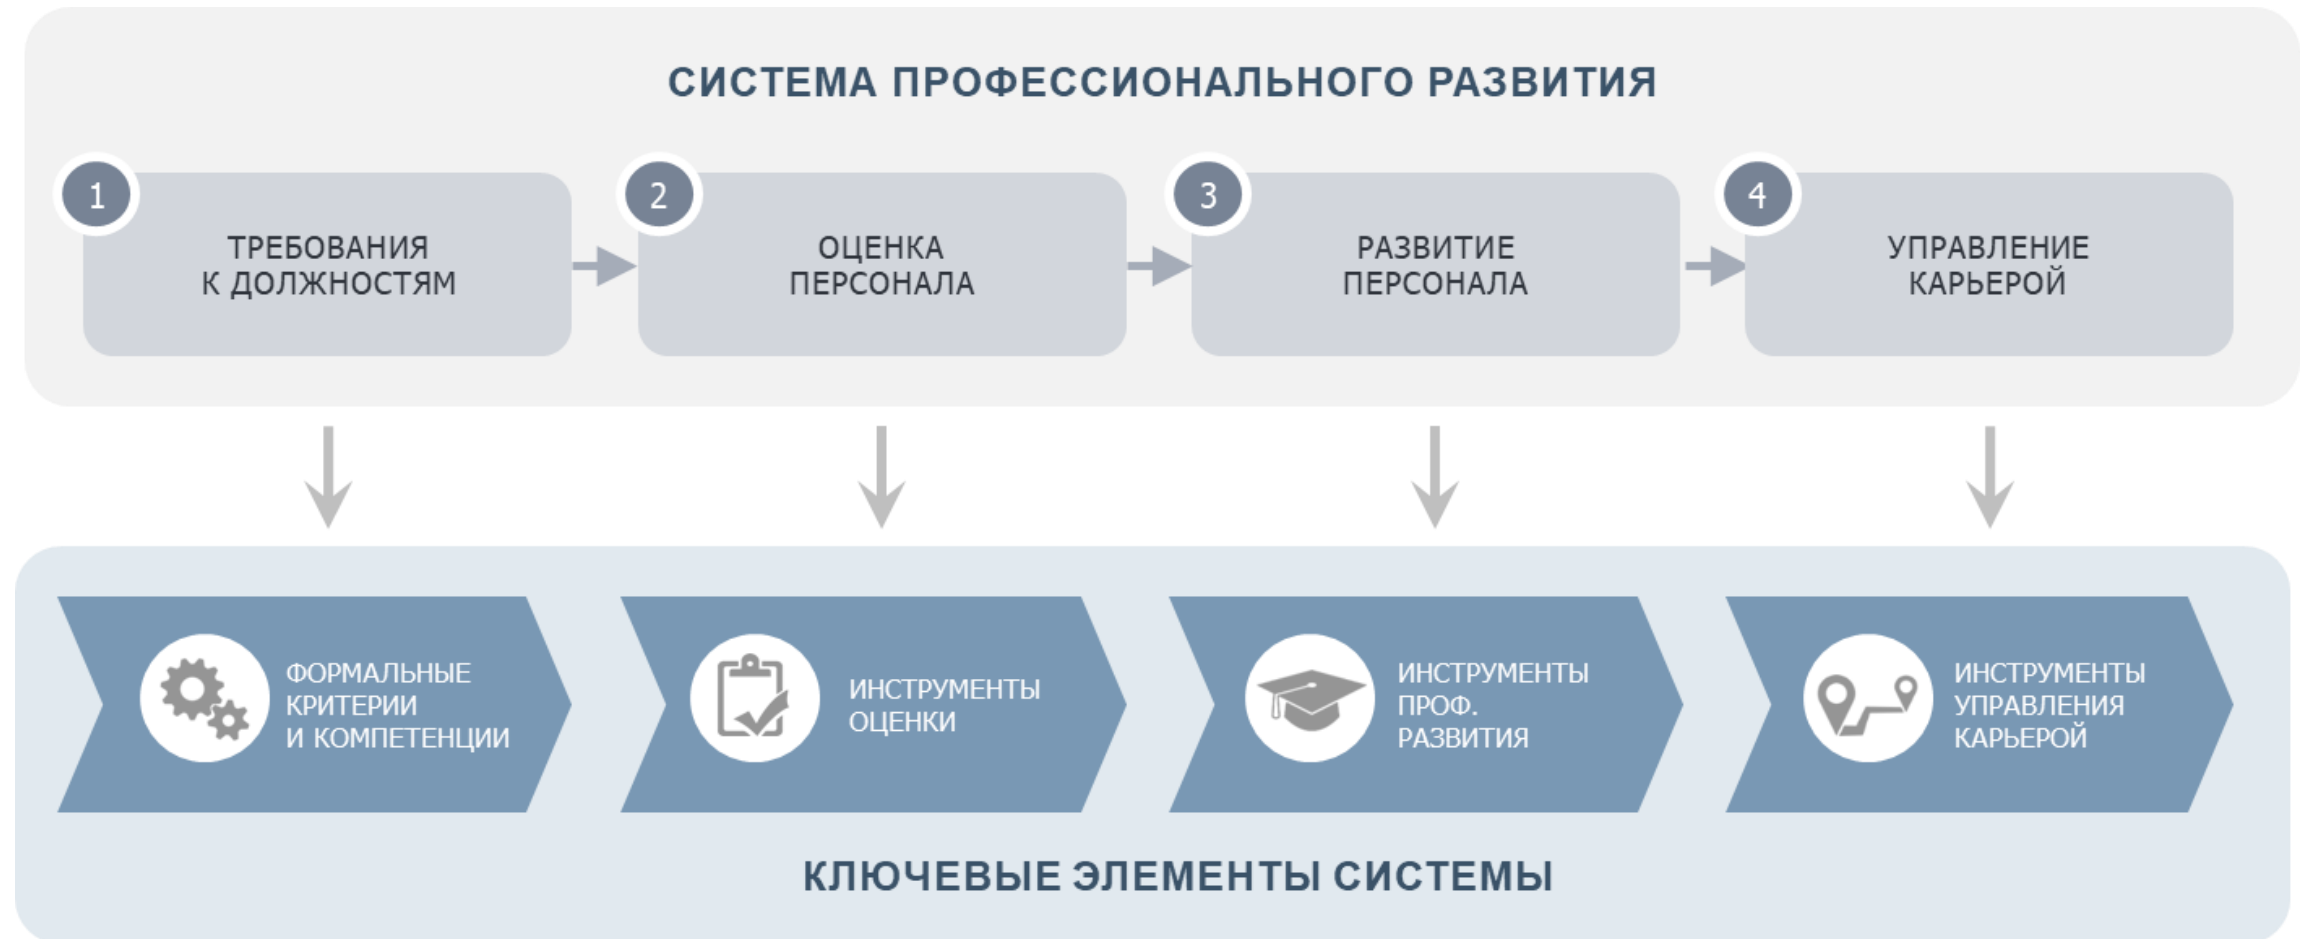 СИСТЕМА ПРОФЕССИОНАЛЬНОГО РАЗВИТИЯ
1
ТРЕБОВАНИЯ
К ДОЛЖНОСТЯМ
2
ОЦЕНКА
ПЕРСОНАЛА
3
РАЗВИТИЕ
ПЕРСОНАЛА
4
УПРАВЛЕНИЕ
КАРЬЕРОЙ
ФОРМАЛЬНЫЕ
КРИТЕРИИ
И КОМПЕТЕНЦИИ
ИНСТРУМЕНТЫ
ОЦЕНКИ
ИНСТРУМЕНТЫ
ПРОФ.
РАЗВИТИЯ
ИНСТРУМЕНТЫ
УПРАВЛЕНИЯ
КАРЬЕРОЙ
КЛЮЧЕВЫЕ ЭЛЕМЕНТЫ СИСТЕМЫ